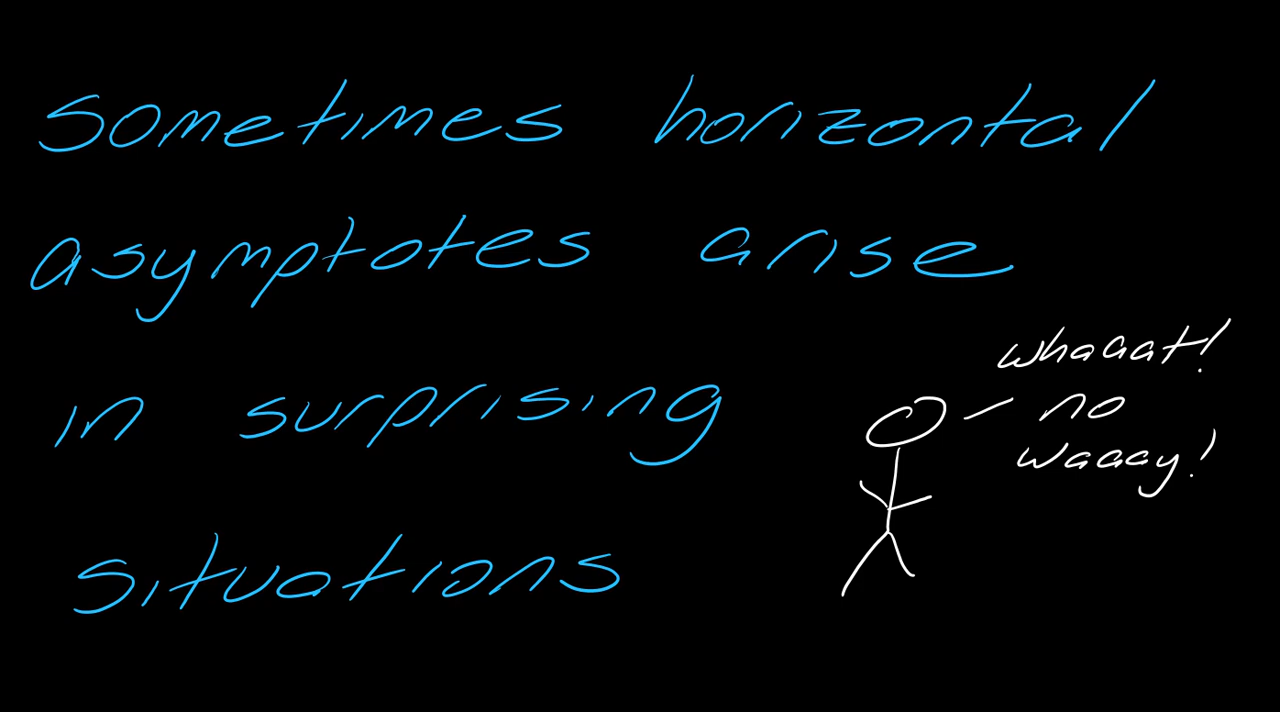 sometimes horizontal
asymptotes arise
in surprising
situations
whaaat!
no
waaay!